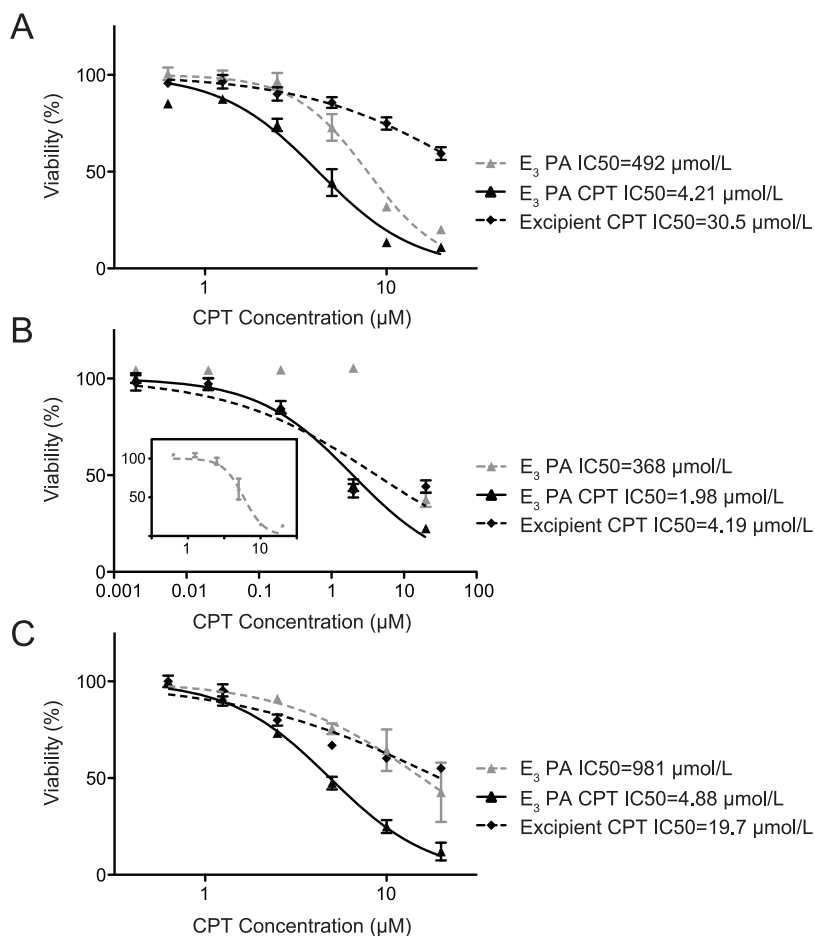 A
Viability (%)
100
50
0
1
10
CPT Concentration (µM)
E₃ PA IC50=492 µmol/L
E₃ PA CPT IC50=4.21 µmol/L
Excipient CPT IC50=30.5 µmol/L
B
Viability (%)
100
50
0
100
50
1
10
0.001
0.01
0.1
1
10
100
CPT Concentration (µM)
E₃ PA IC50=368 µmol/L
E₃ PA CPT IC50=1.98 µmol/L
Excipient CPT IC50=4.19 µmol/L
C
Viability (%)
100
50
0
1
10
CPT Concentration (µM)
E₃ PA IC50=981 µmol/L
E₃ PA CPT IC50=4.88 µmol/L
Excipient CPT IC50=19.7 µmol/L